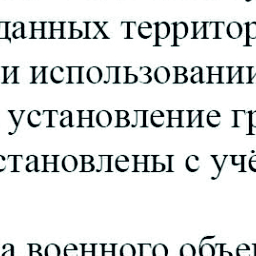 данных территор
и использовани
установление гр
становлены с учё
а военного объе